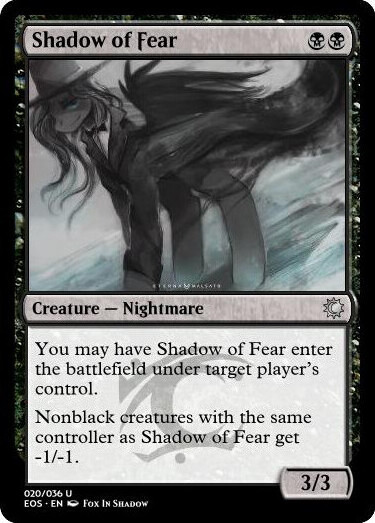 Shadow of Fear
ETERNA MALSATO
Creature — Nightmare
You may have Shadow of Fear enter
the battlefield under target player's
control.
Nonblack creatures with the same
controller as Shadow of Fear get
-1/-1.
3/3
020/036 U
EOS • EN Fox In Shadow